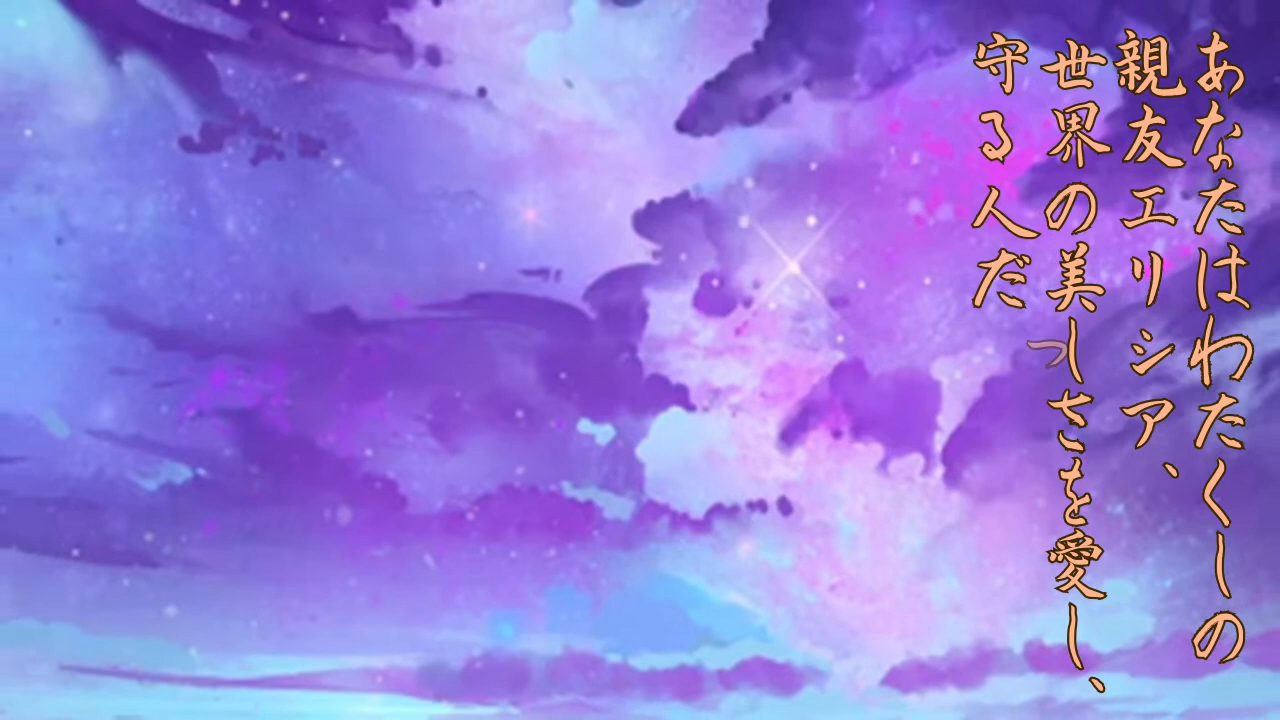 あなたはわたくしの
親友エリシア、
世界の美しさを愛し、
守る人だ
つ